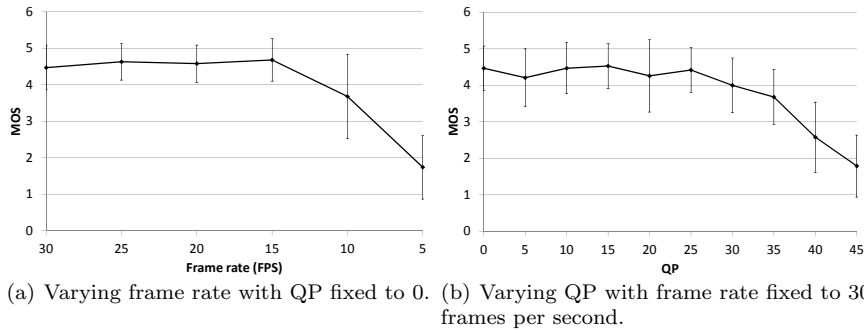 6
5
4
3
2
1
0
MOS
30 25 20 15 10 5
Frame rate (FPS)
(a) Varying frame rate with QP fixed to 0.
6
5
4
3
2
1
0
MOS
0 5 10 15 20 25 30 35 40 45
QP
(b) Varying QP with frame rate fixed to 30
frames per second.